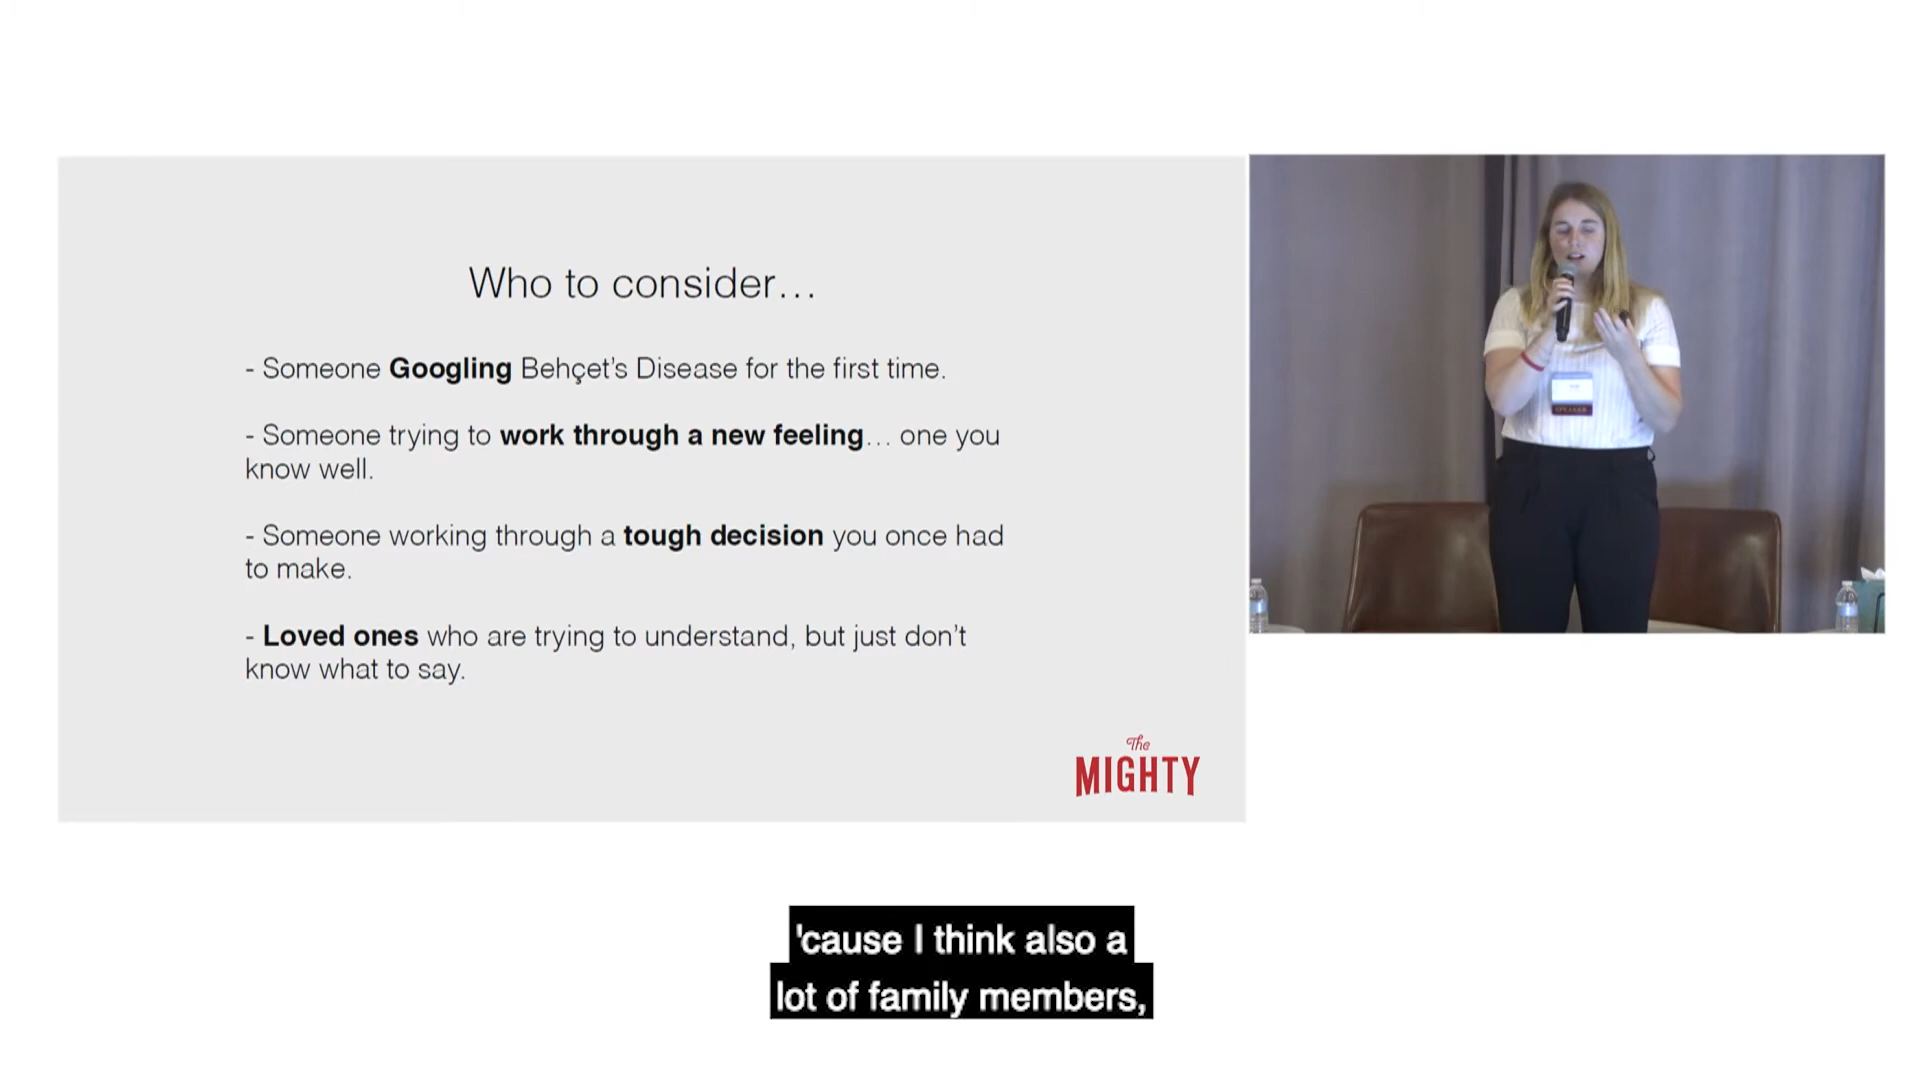 Who to consider…
- Someone Googling Behçet’s Disease for the first time.
- Someone trying to work through a new feeling… one you
know well.
- Someone working through a tough decision you once had
to make.
- Loved ones who are trying to understand, but just don’t
know what to say.
The
MIGHTY
SPEAKER
'cause I think also a
lot of family members,